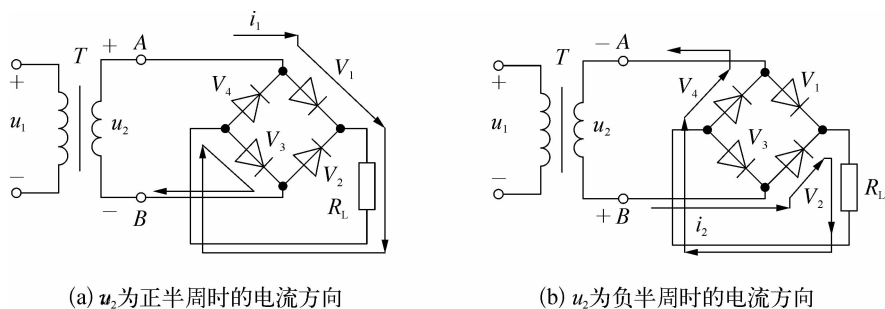 i₁
+ A
T
V₁
V₄
+
u₁
u₂
V₃
V₂
−
− B
R_L
(a) u₂为正半周时的电流方向
− A
T
V₄
V₁
+
u₁
u₂
V₃
−
+ B
V₂
R_L
i₂
(b) u₂为负半周时的电流方向